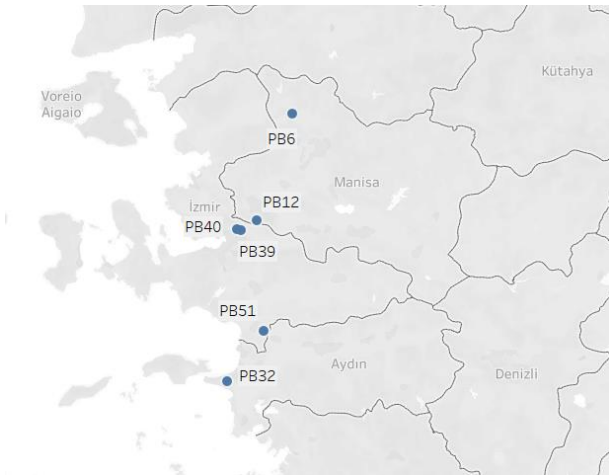 Kütahya
Voreio
Aigaio
PB6
Manisa
İzmir
PB12
PB40
PB39
PB51
Aydın
PB32
Denizli